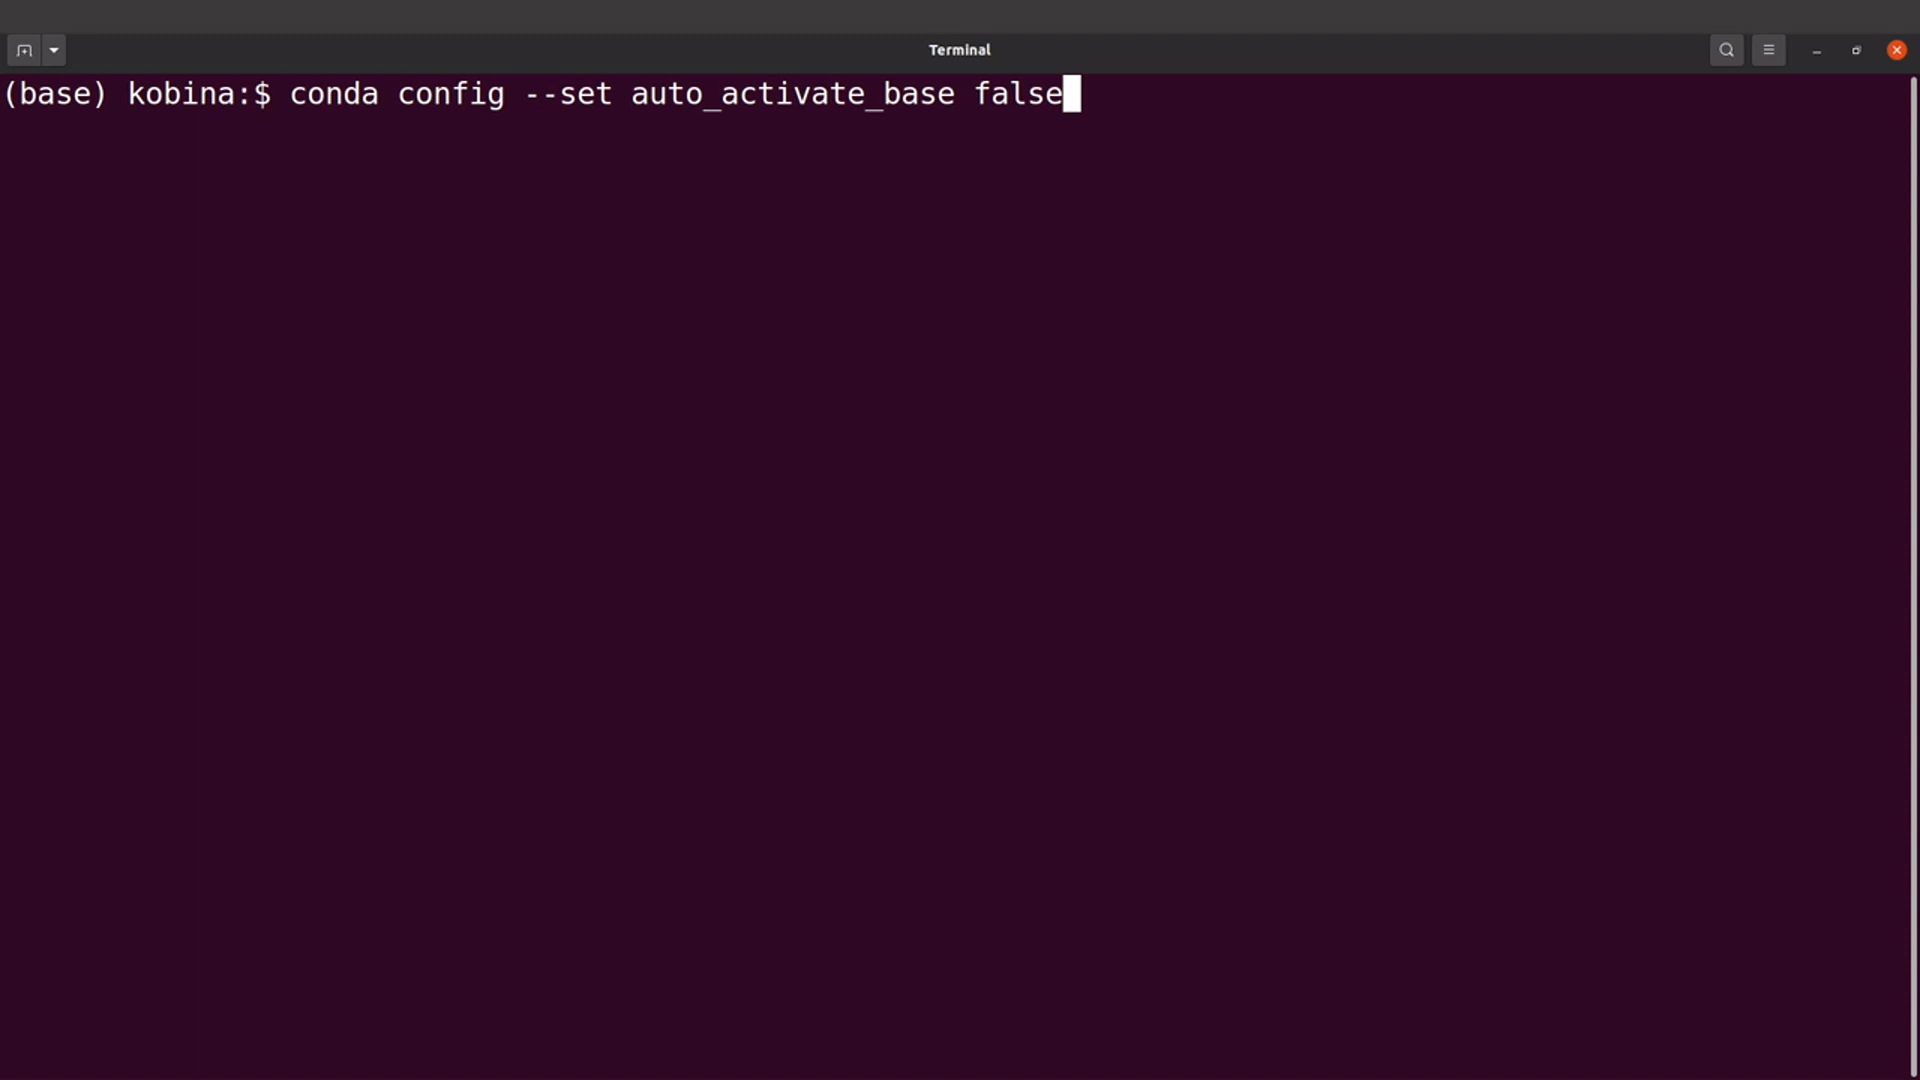 Terminal
(base) kobina:$ conda config --set auto_activate_base false